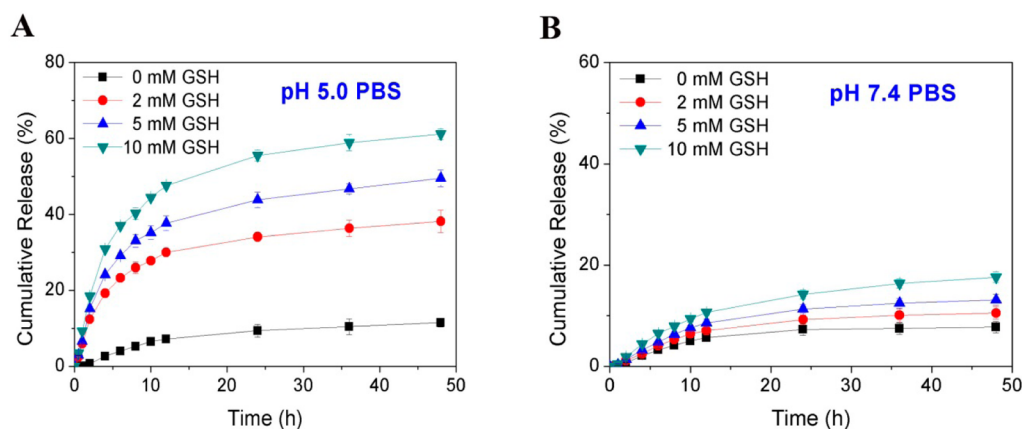 A
80
60
40
20
0
0 10 20 30 40 50
Cumulative Release (%)
Time (h)
0 mM GSH
2 mM GSH
5 mM GSH
10 mM GSH
pH 5.0 PBS
B
60
40
20
0
0 10 20 30 40 50
Cumulative Release (%)
Time (h)
0 mM GSH
2 mM GSH
5 mM GSH
10 mM GSH
pH 7.4 PBS